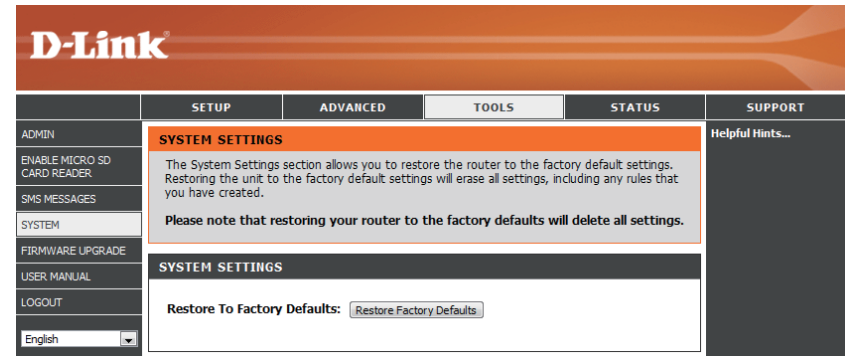 D-Link
SETUP ADVANCED TOOLS STATUS SUPPORT
ADMIN
ENABLE MICRO SD
CARD READER
SMS MESSAGES
SYSTEM
FIRMWARE UPGRADE
USER MANUAL
LOGOUT
English
SYSTEM SETTINGS
The System Settings section allows you to restore the router to the factory default settings.
Restoring the unit to the factory default settings will erase all settings, including any rules that
you have created.
Please note that restoring your router to the factory defaults will delete all settings.
SYSTEM SETTINGS
Restore To Factory Defaults: Restore Factory Defaults
Helpful Hints...